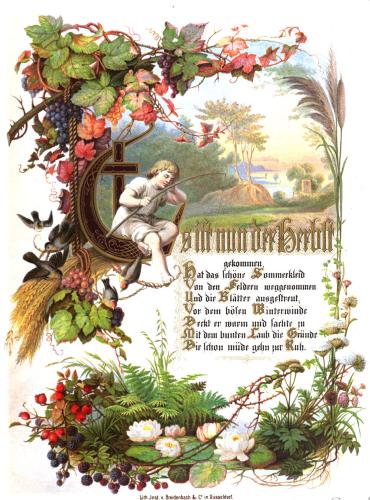 Es ist nun der Herbst
gekommen,
Hat das schöne Sommerkleid
Von den Feldern weggenommen
Und die Blätter ausgestreut,
Vor dem bösen Winterwinde
Deckt er warm und sachte zu
Mit dem bunten Laub die Gründe
Die schon müde gehn zur Ruh.
Lith. Inst. v. Breidenbach & Cº in Düsseldorf.